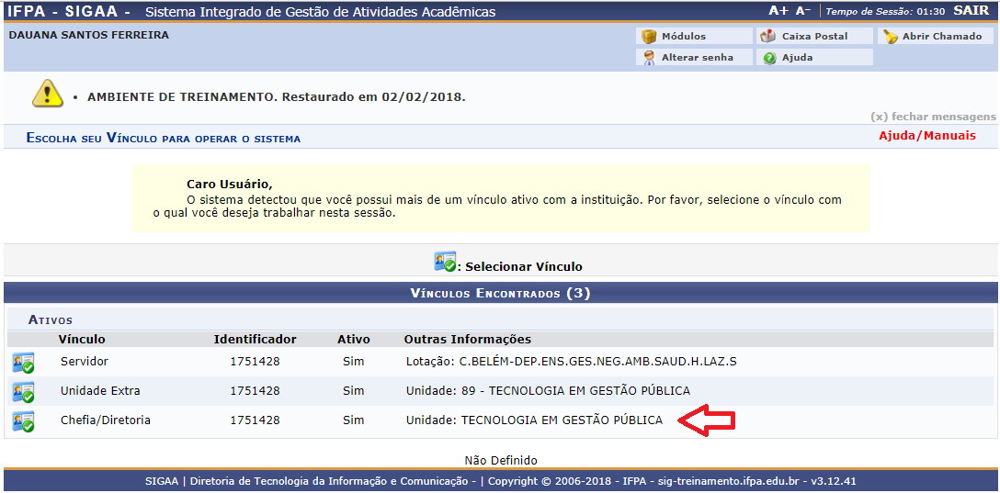 IFPA - SIGAA - Sistema Integrado de Gestão de Atividades Acadêmicas A+ A- Tempo de Sessão: 01:30 SAIR
DAUANA SANTOS FERREIRA
Módulos Caixa Postal Abrir Chamado
Alterar senha Ajuda
• AMBIENTE DE TREINAMENTO. Restaurado em 02/02/2018.
(x) fechar mensagens
Escolha seu Vínculo para operar o sistema Ajuda/Manuais
Caro Usuário,
O sistema detectou que você possui mais de um vínculo ativo com a instituição. Por favor, selecione o vínculo com
o qual você deseja trabalhar nesta sessão.
: Selecionar Vínculo
Vínculos Encontrados (3)
Ativos
Vínculo Identificador Ativo Outras Informações
Servidor 1751428 Sim Lotação: C.BELÉM-DEP.ENS.GES.NEG.AMB.SAUD.H.LAZ.S
Unidade Extra 1751428 Sim Unidade: 89 - TECNOLOGIA EM GESTÃO PÚBLICA
Chefia/Diretoria 1751428 Sim Unidade: TECNOLOGIA EM GESTÃO PÚBLICA
Não Definido
SIGAA | Diretoria de Tecnologia da Informação e Comunicação - | Copyright © 2006-2018 - IFPA - sig-treinamento.ifpa.edu.br - v3.12.41